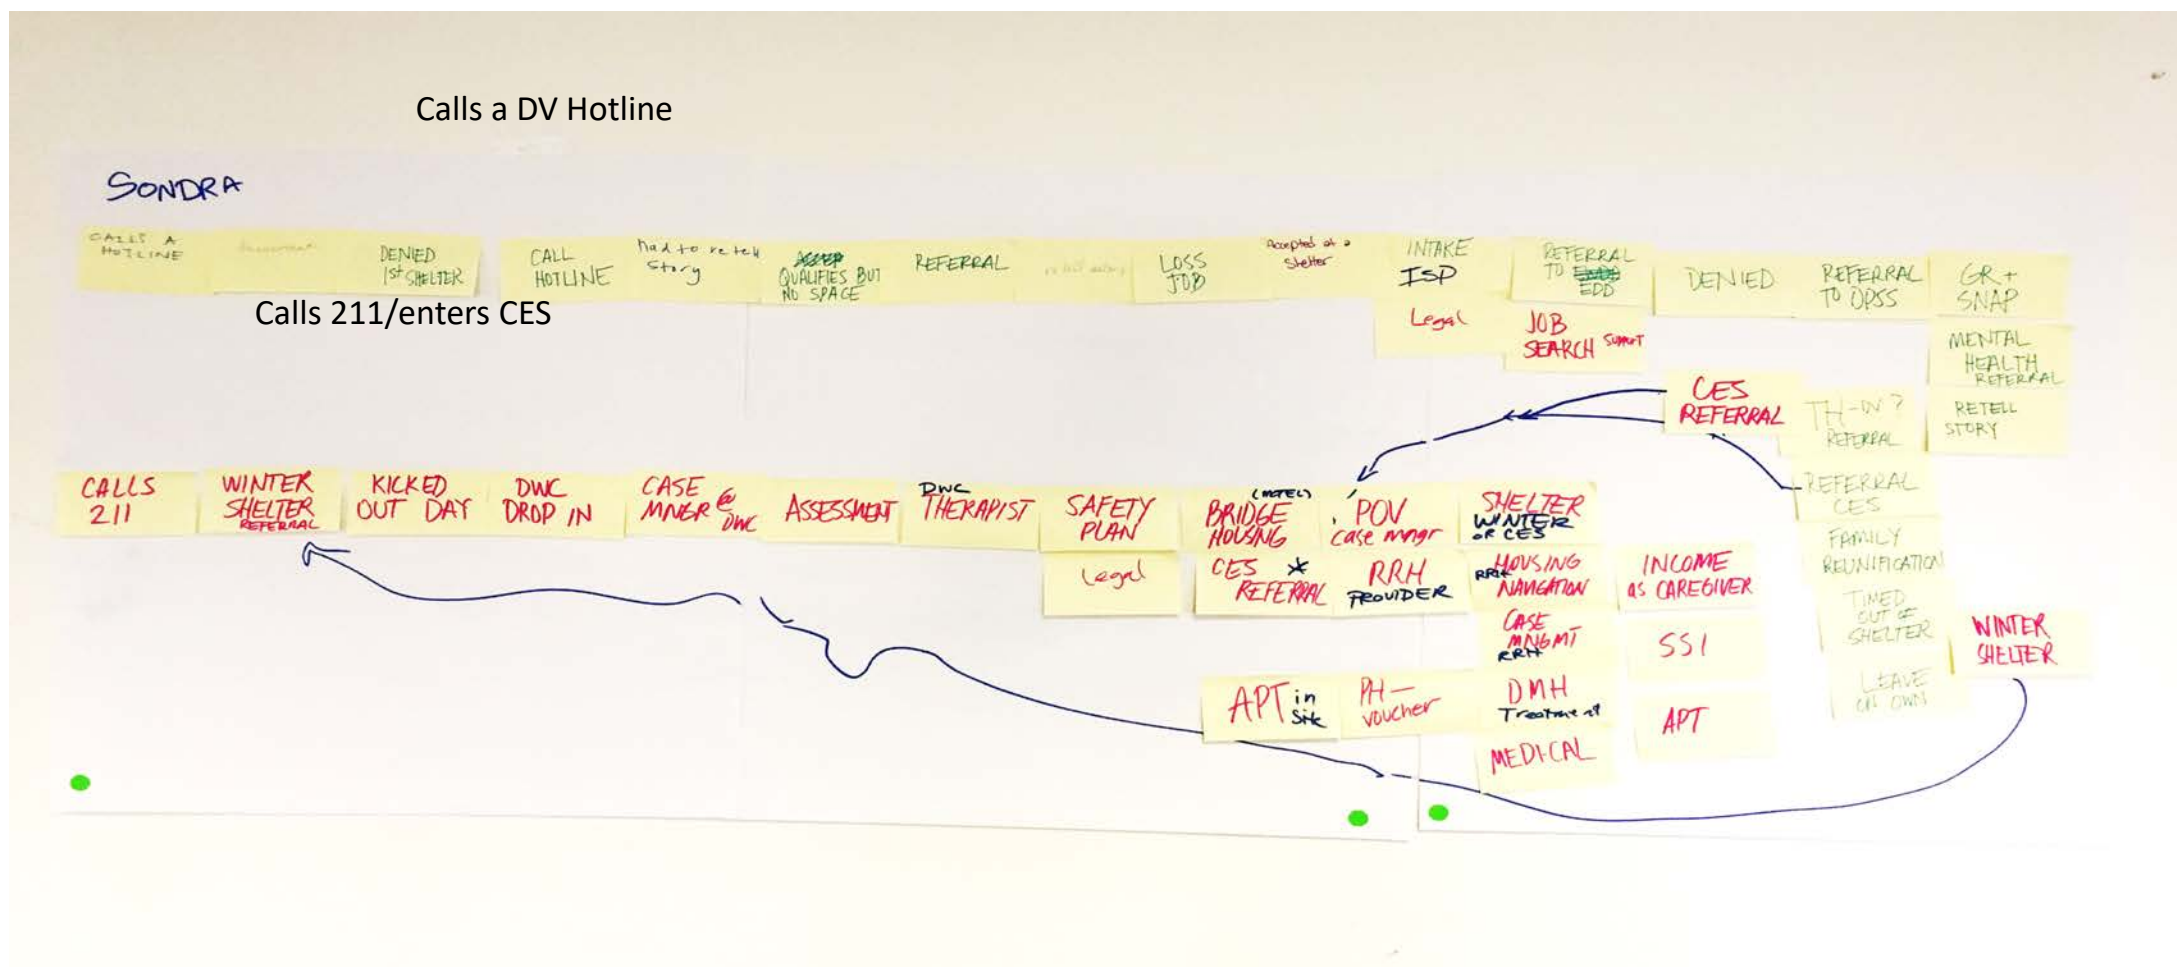 Calls a DV Hotline
SONDRA
CALLS A
HOTLINE
DENIED
1st SHELTER
CALL
HOTLINE
had to retell
story
QUALIFIES BUT
NO SPACE
REFERRAL
LOSS
JOB
Accepted at a
Shelter
INTAKE
ISP
REFERRAL
TO
EDD
DENIED
REFERRAL
TO DPSS
GR +
SNAP
Calls 211/enters CES
Legal
JOB
SEARCH SUPPORT
MENTAL
HEALTH
REFERRAL
CES
REFERRAL
REFERRAL
RETELL
STORY
CALLS
211
WINTER
SHELTER
REFERRAL
KICKED
OUT DAY
DWC
DROP IN
CASE
MNGR @
DWC
ASSESSMENT
DWC
THERAPIST
SAFETY
PLAN
(MOTEL)
BRIDGE
HOUSING
POV
case mngr
SHELTER
WINTER
OR CES
REFERRAL
CES
Legal
CES *
REFERRAL
RRH
PROVIDER
RRH HOUSING
NAVIGATION
INCOME
AS CAREGIVER
FAMILY
REUNIFICATION
CASE
MNGMT
RRH
SSI
TIMED
OUT OF
SHELTER
WINTER
SHELTER
APT in
Site
PH-
voucher
DMH
Treatment
APT
LEAVE
ON OWN
MEDICAL